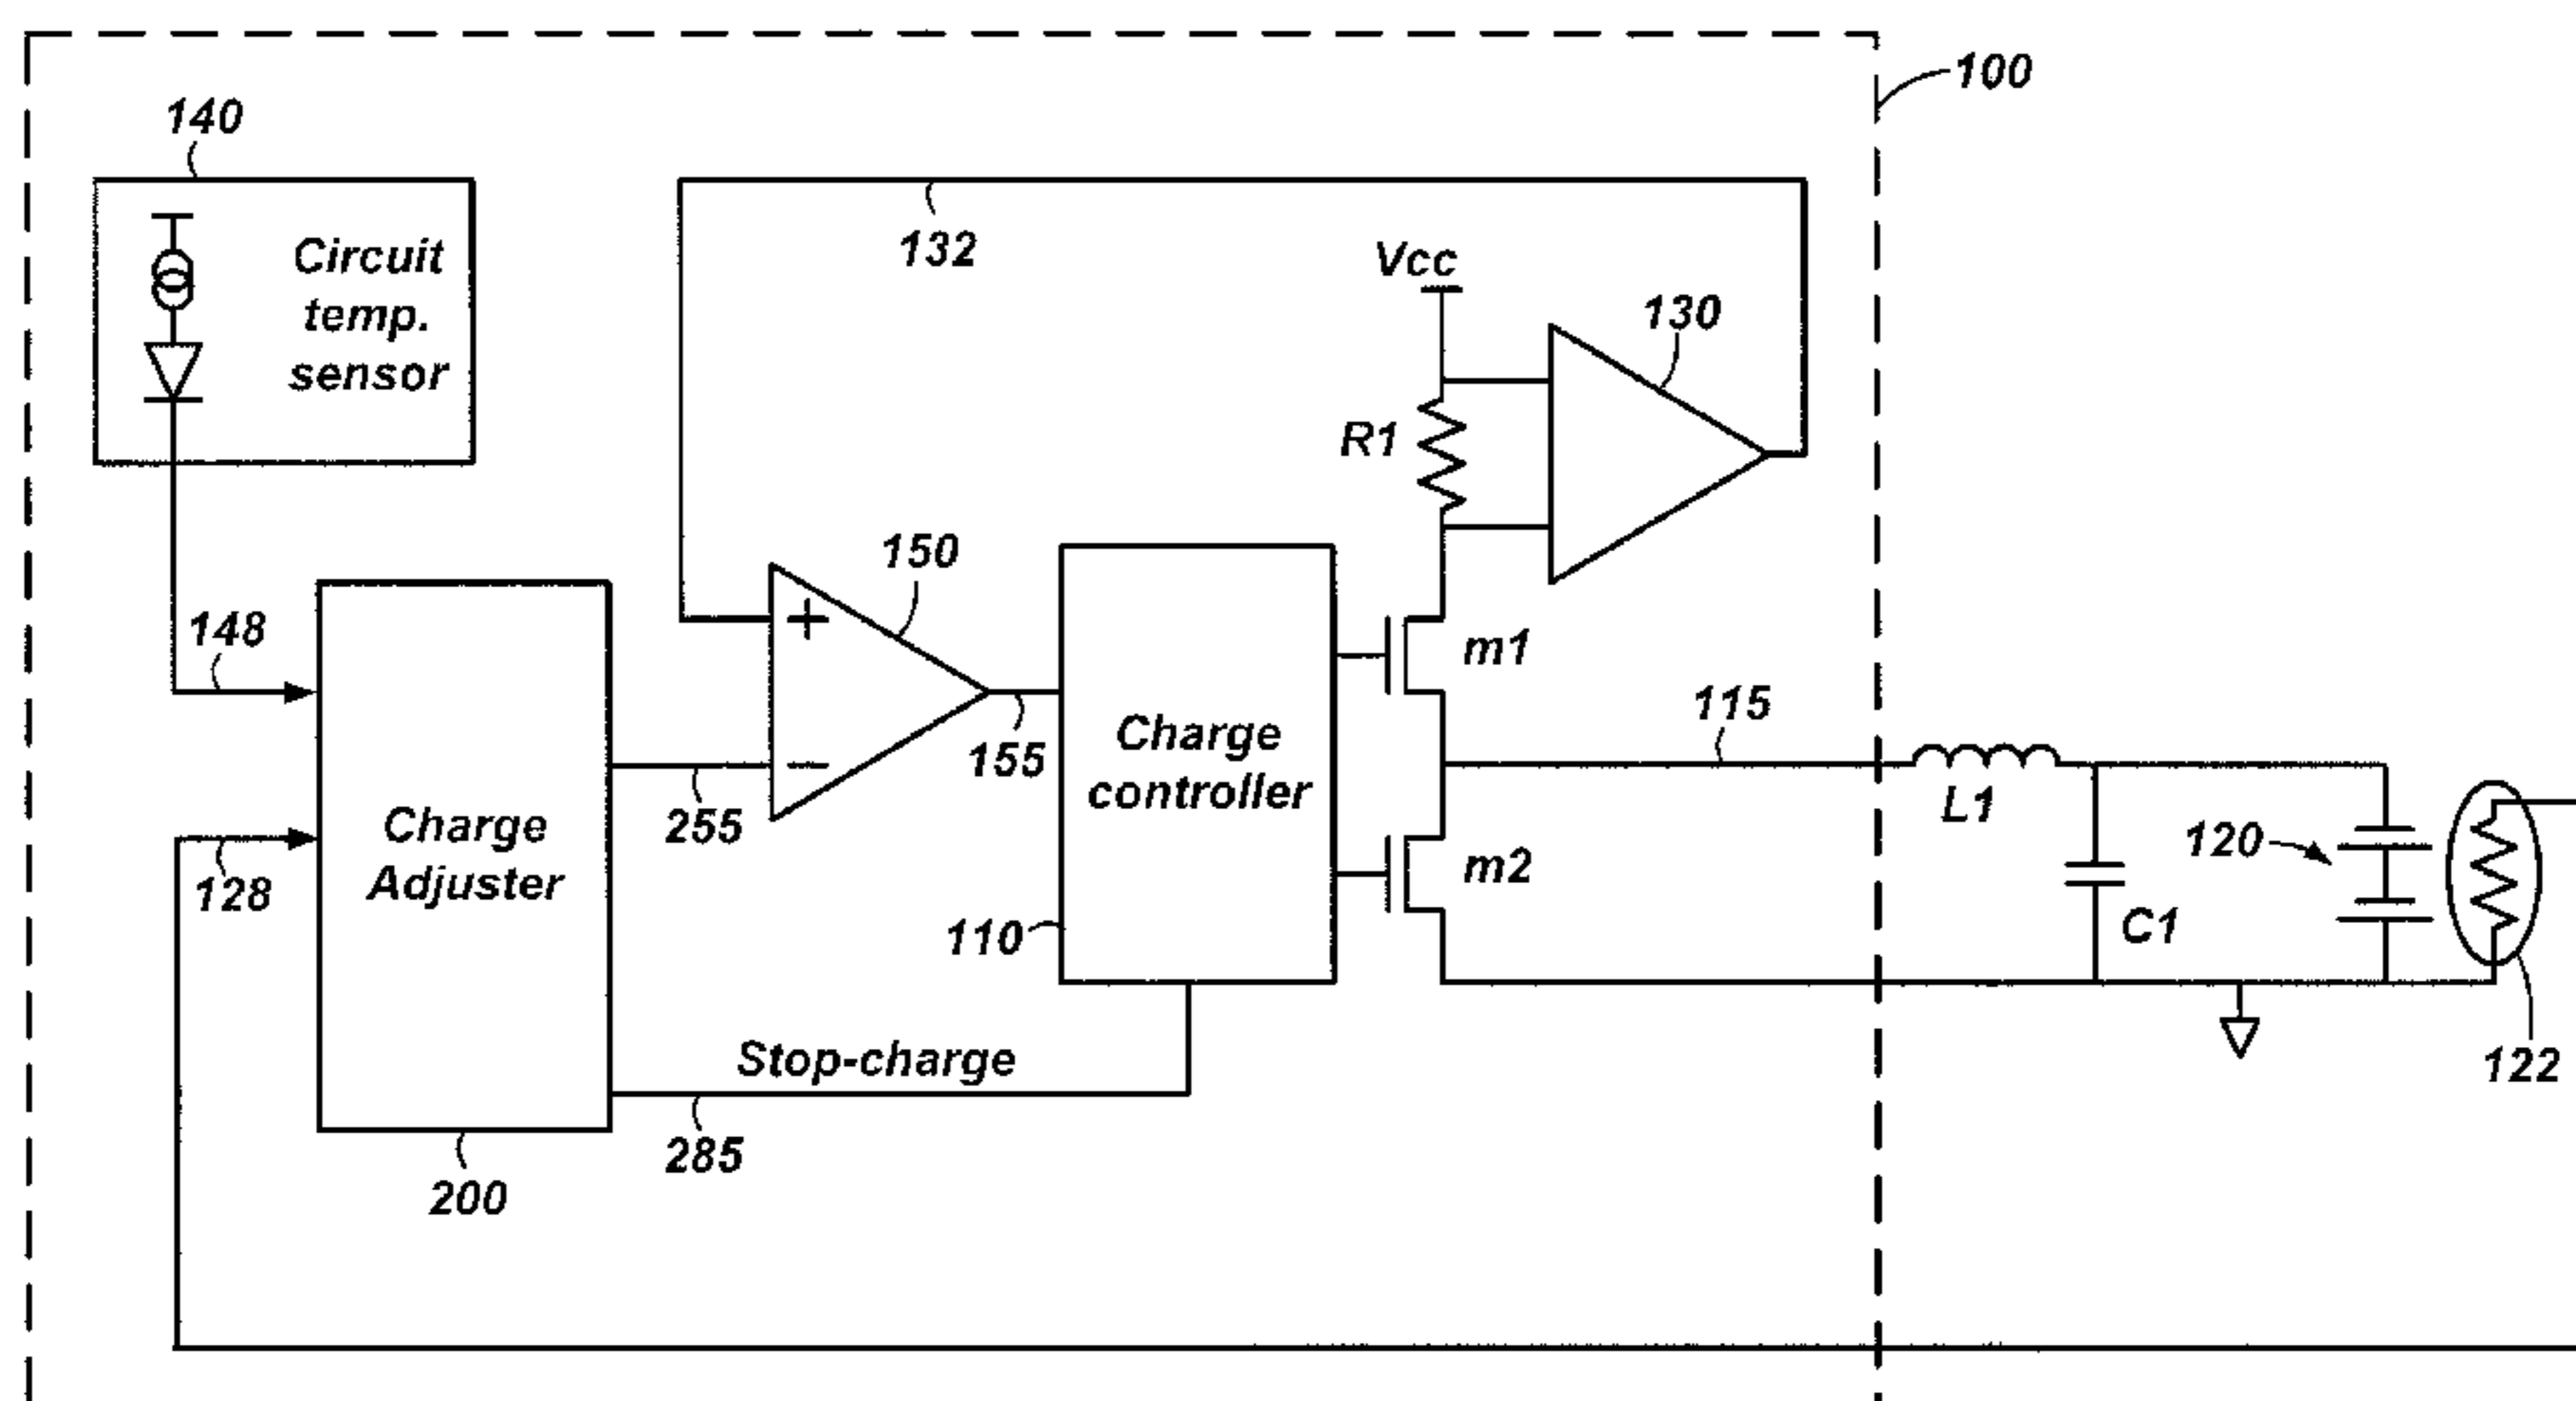 100
140
Circuit
temp.
sensor
132
Vcc
130
R1
150
148
m1
155
115
Charge
controller
255
L1
128
Charge
Adjuster
m2
120
110
C1
Stop-charge
122
285
200